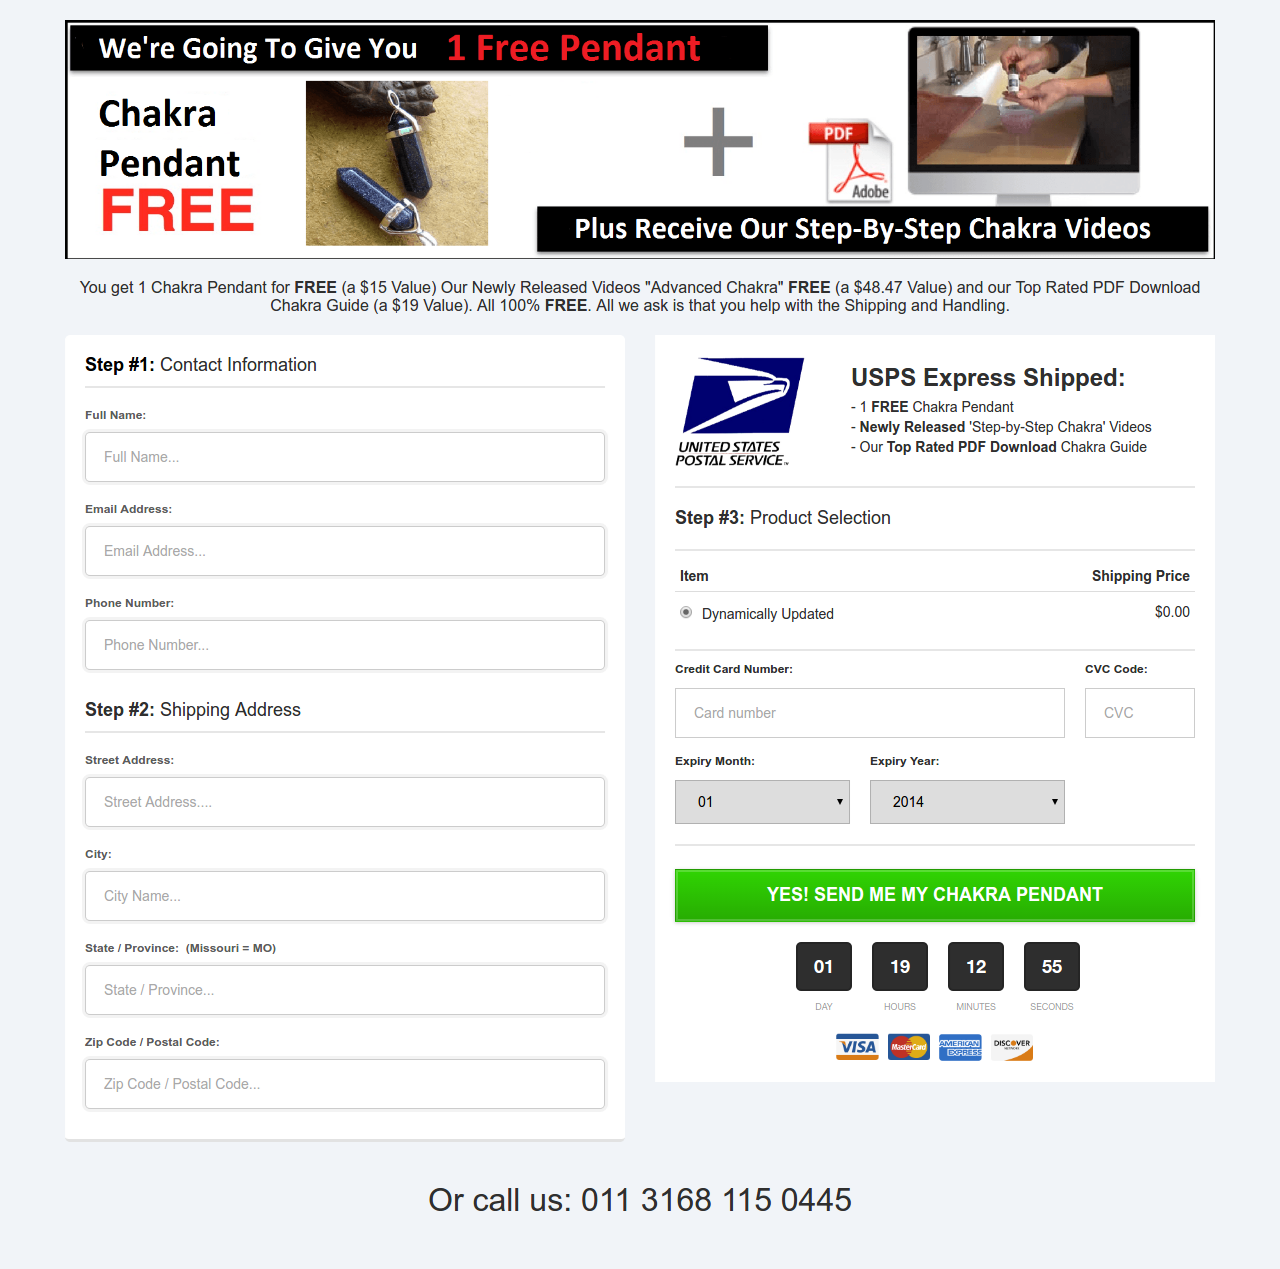 We're Going To Give You 1 Free Pendant
Chakra
Pendant
FREE
PDF
Adobe
Plus Receive Our Step-By-Step Chakra Videos
You get 1 Chakra Pendant for FREE (a $15 Value) Our Newly Released Videos "Advanced Chakra" FREE (a $48.47 Value) and our Top Rated PDF Download
Chakra Guide (a $19 Value). All 100% FREE. All we ask is that you help with the Shipping and Handling.
Step #1: Contact Information
Full Name:
Full Name...
Email Address:
Email Address...
Phone Number:
Phone Number...
Step #2: Shipping Address
Street Address:
Street Address....
City:
City Name...
State / Province: (Missouri = MO)
State / Province...
Zip Code / Postal Code:
Zip Code / Postal Code...
UNITED STATES
POSTAL SERVICE™
USPS Express Shipped:
- 1 FREE Chakra Pendant
- Newly Released 'Step-by-Step Chakra' Videos
- Our Top Rated PDF Download Chakra Guide
Step #3: Product Selection
Item Shipping Price
Dynamically Updated $0.00
Credit Card Number: CVC Code:
Card number CVC
Expiry Month: Expiry Year:
01 2014
YES! SEND ME MY CHAKRA PENDANT
01 19 12 55
DAY HOURS MINUTES SECONDS
VISA MasterCard AMERICAN EXPRESS DISCOVER
Or call us: 011 3168 115 0445